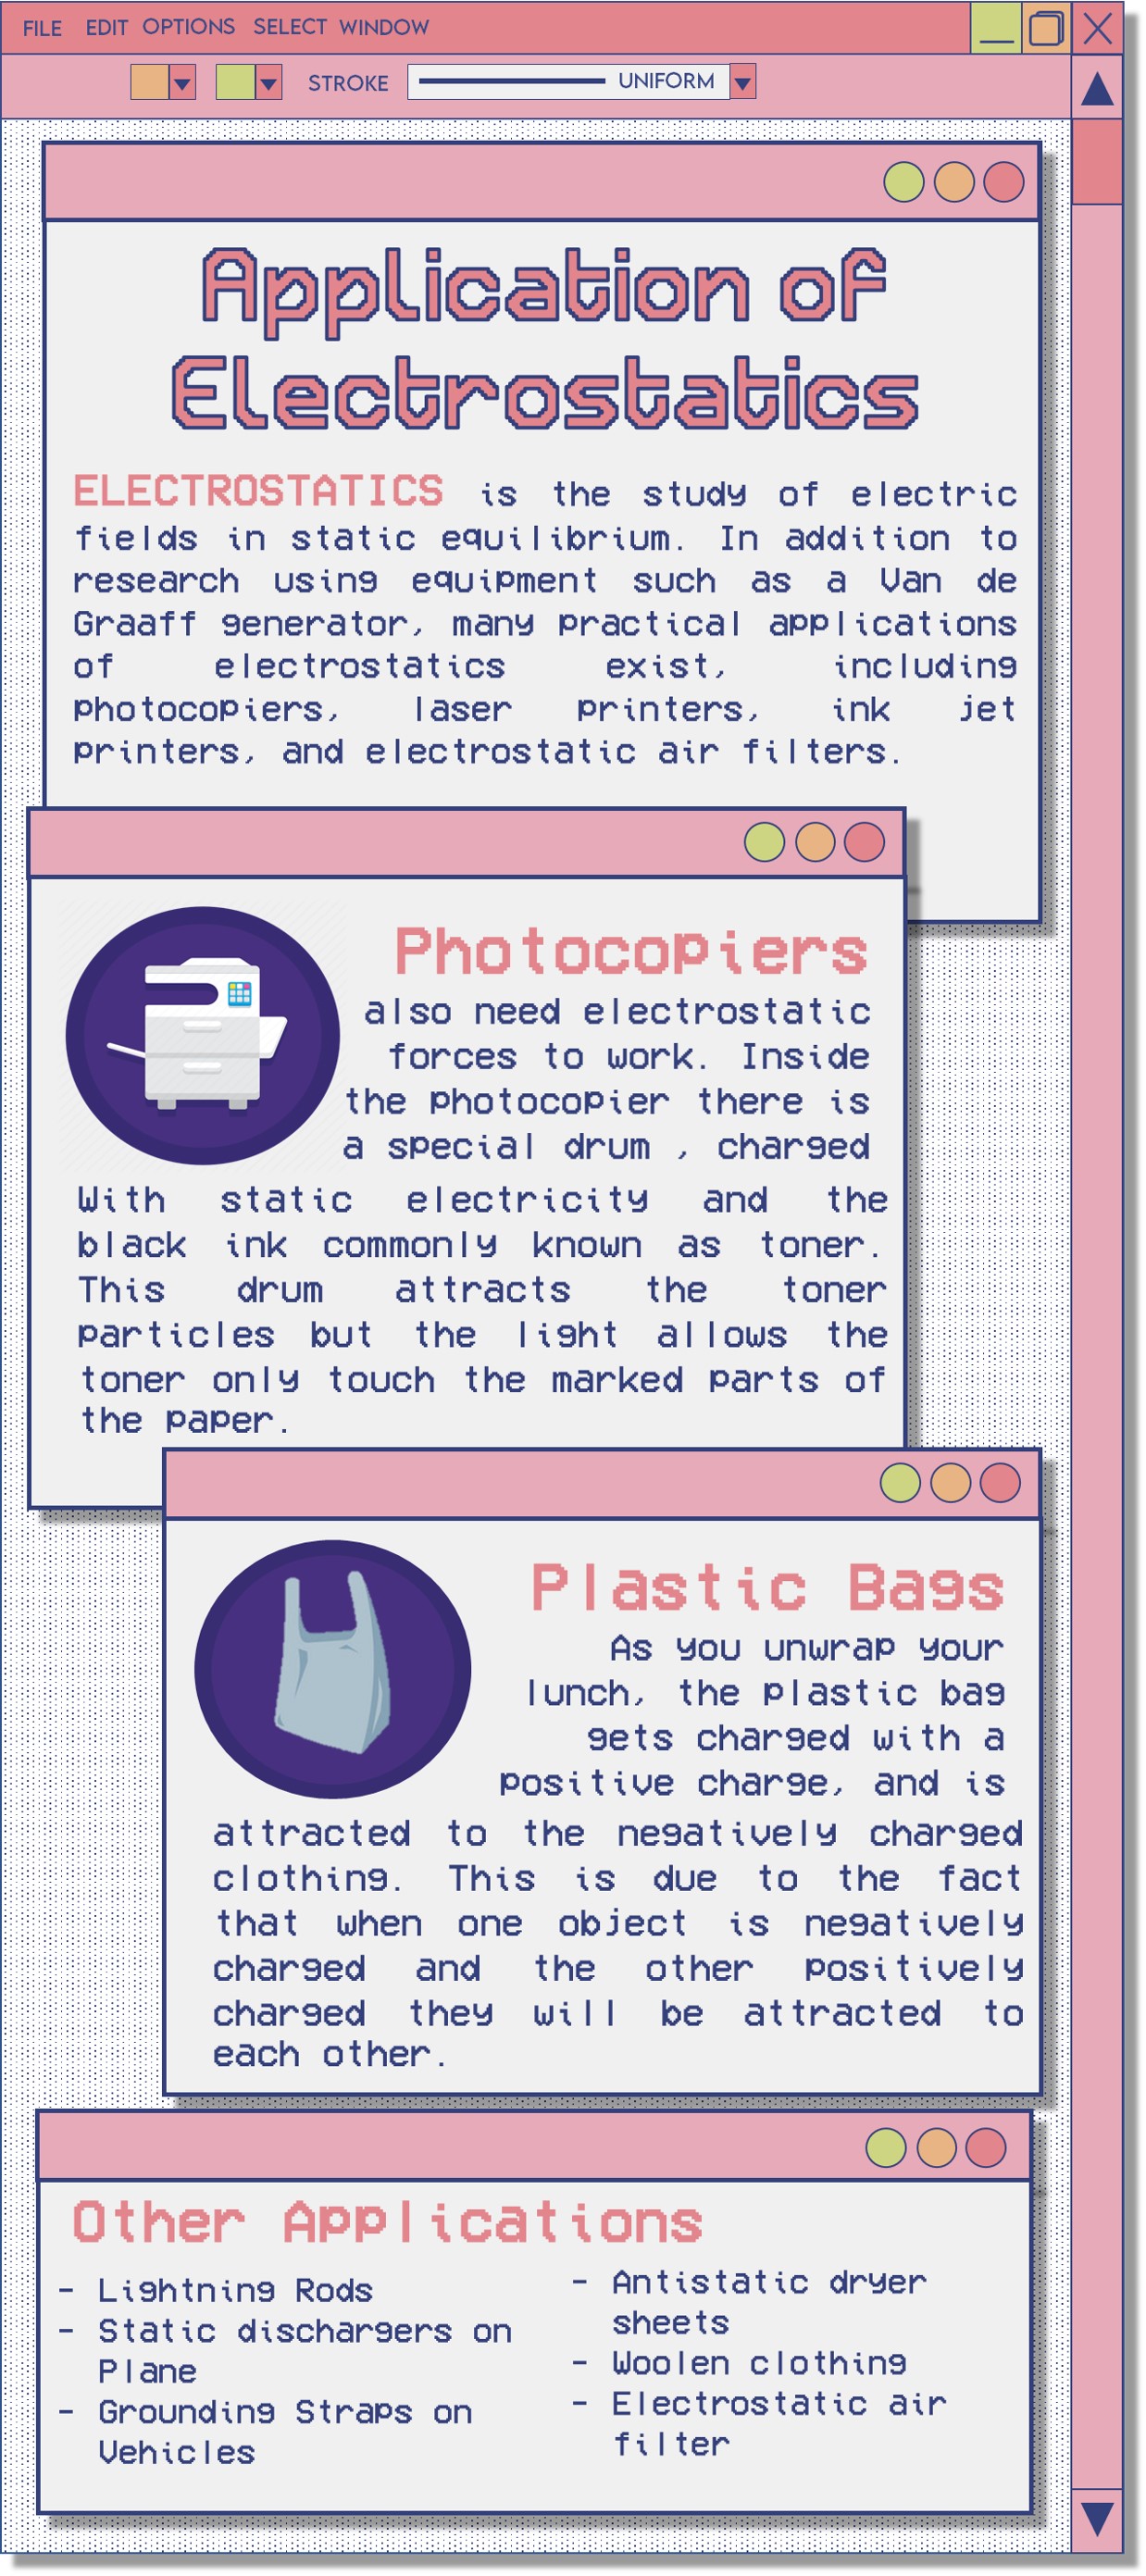 FILE EDIT OPTIONS SELECT WINDOW
STROKE UNIFORM
Application of
Electrostatics
ELECTROSTATICS is the study of electric
fields in static equilibrium. In addition to
research using equipment such as a Van de
Graaff generator, many practical applications
of electrostatics exist, including
photocopiers, laser printers, ink jet
printers, and electrostatic air filters.
Photocopiers
also need electrostatic
forces to work. Inside
the photocopier there is
a special drum , charged
With static electricity and the
black ink commonly known as toner.
This drum attracts the toner
particles but the light allows the
toner only touch the marked parts of
the paper.
Plastic Bags
As you unwrap your
lunch, the plastic bag
gets charged with a
positive charge, and is
attracted to the negatively charged
clothing. This is due to the fact
that when one object is negatively
charged and the other positively
charged they will be attracted to
each other.
Other Applications
- Lightning Rods
- Static dischargers on
Plane
- Grounding Straps on
Vehicles
- Antistatic dryer
sheets
- Woolen clothing
- Electrostatic air
filter